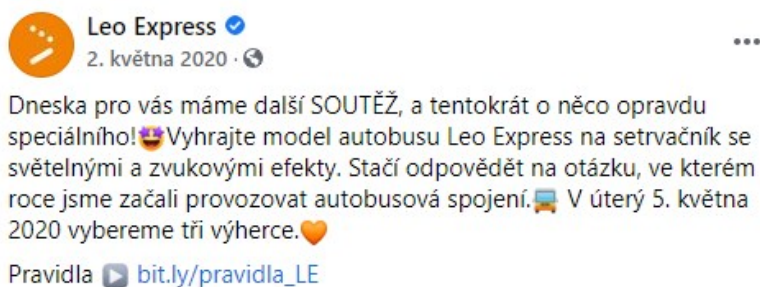 Leo Express
2. května 2020 ·
Dneska pro vás máme další SOUTĚŽ, a tentokrát o něco opravdu
speciálního!🤩Vyhrajte model autobusu Leo Express na setrvačník se
světelnými a zvukovými efekty. Stačí odpovědět na otázku, ve kterém
roce jsme začali provozovat autobusová spojení.🚍 V úterý 5. května
2020 vybereme tři výherce.🧡
Pravidla ▶️ bit.ly/pravidla_LE